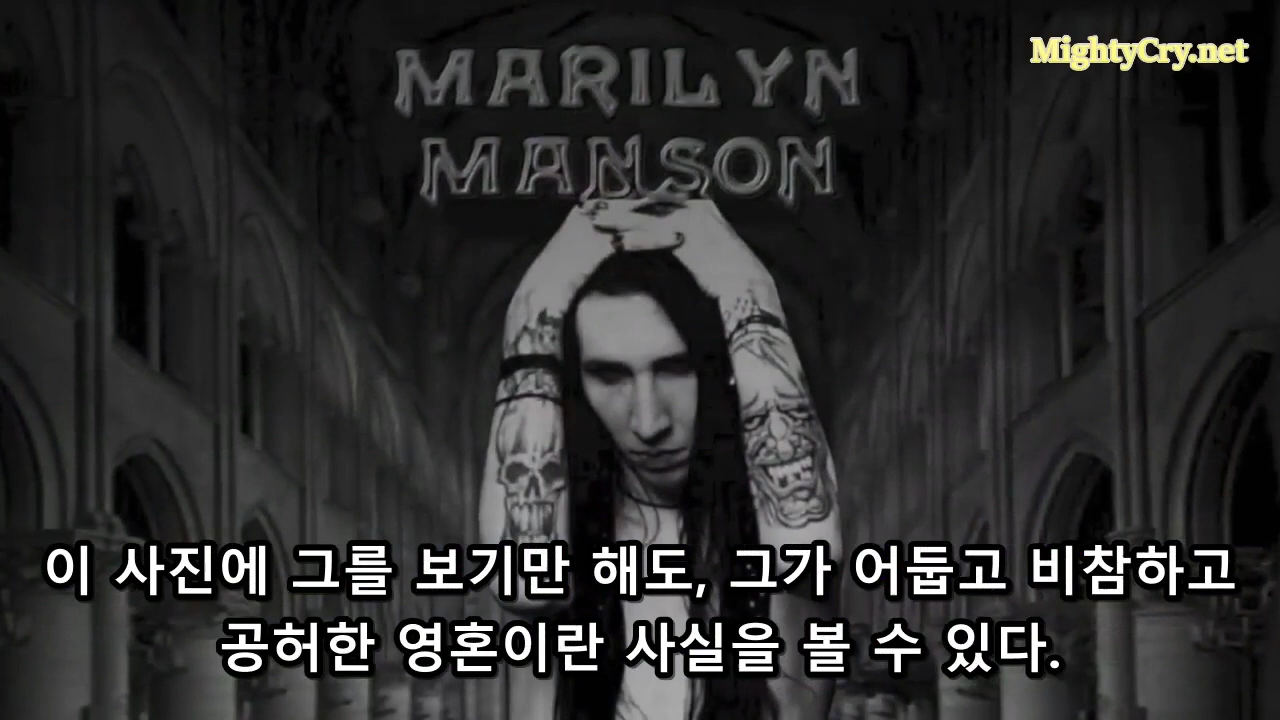 MightyCry.net
MARILYN
MANSON
이 사진에 그를 보기만 해도, 그가 어둡고 비참하고
공허한 영혼이란 사실을 볼 수 있다.